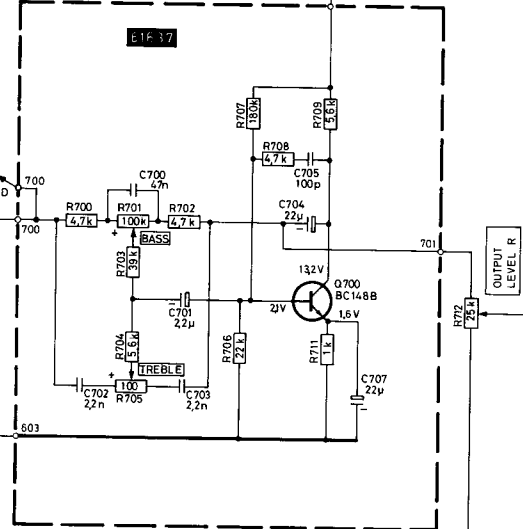 R707
180k
R709
5,6k
R708
4,7k
C705
100p
C700
47n
700
D
700
R700
4,7k
R701
100k
R702
4,7k
+
BASS
C704
22µ
−
701
OUTPUT
LEVEL R
R703
39k
13,2V
Q700
BC148B
2,1V
1,6V
R712
25k
−
C701
2,2µ
R704
5,6k
R706
22k
R711
1k
TREBLE
+
100
R705
C702
2,2n
C703
2,2n
C707
22µ
−
603